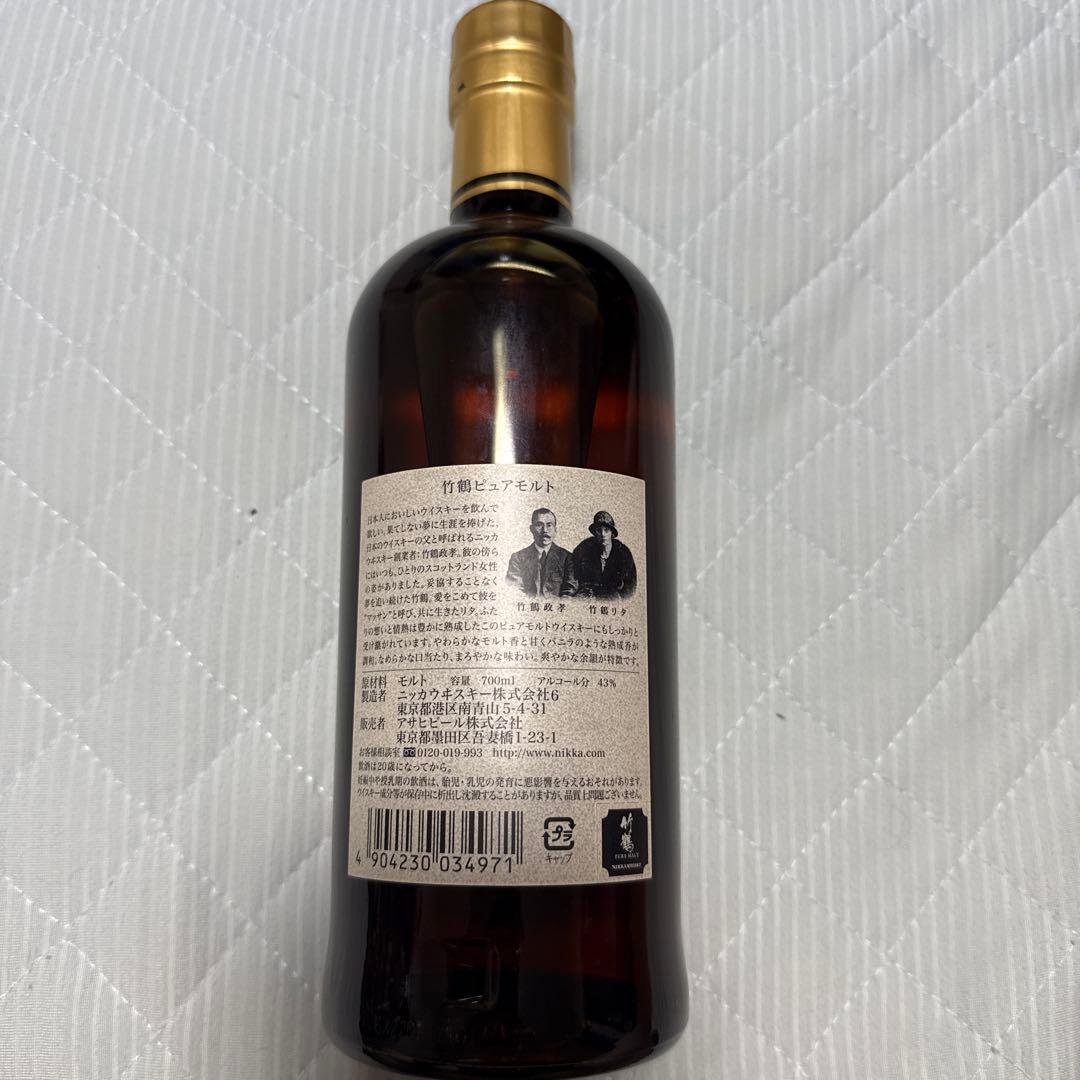 竹鶴ピュアモルト
日本人においしいウイスキーを飲んで
欲しい。果てしない夢に生涯を捧げた、
日本のウイスキーの父と呼ばれるニッカ
ウヰスキー創業者:竹鶴政孝。彼の傍ら
にはいつも、ひとりのスコットランド女性
の姿がありました。妥協することなく
夢を追い続けた竹鶴。愛をこめて彼を
"マッサン"と呼び、共に生きたリタ。ふた
りの想いと情熱は豊かに熟成したこのピュアモルトウイスキーにもしっかりと
受け継がれています。やわらかなモルト香と甘くバニラのような熟成香が
調和。なめらかな口当たり、まろやかな味わい。爽やかな余韻が特徴です。
竹鶴政孝 竹鶴リタ
原材料 モルト 容量 700ml アルコール分 43%
製造者 ニッカウヰスキー株式会社6
東京都港区南青山5-4-31
販売者 アサヒビール株式会社
東京都墨田区吾妻橋1-23-1
お客様相談室 0120-019-993 http://www.nikka.com
飲酒は20歳になってから。
妊娠中や授乳期の飲酒は、胎児・乳児の発育に悪影響を与えるおそれがあります。
ウイスキー成分等が保存中に析出し沈澱することがありますが、品質上問題ございません。
4 904230 034971
プラ
キャップ
竹鶴
PURE MALT
NIKKA WHISKY